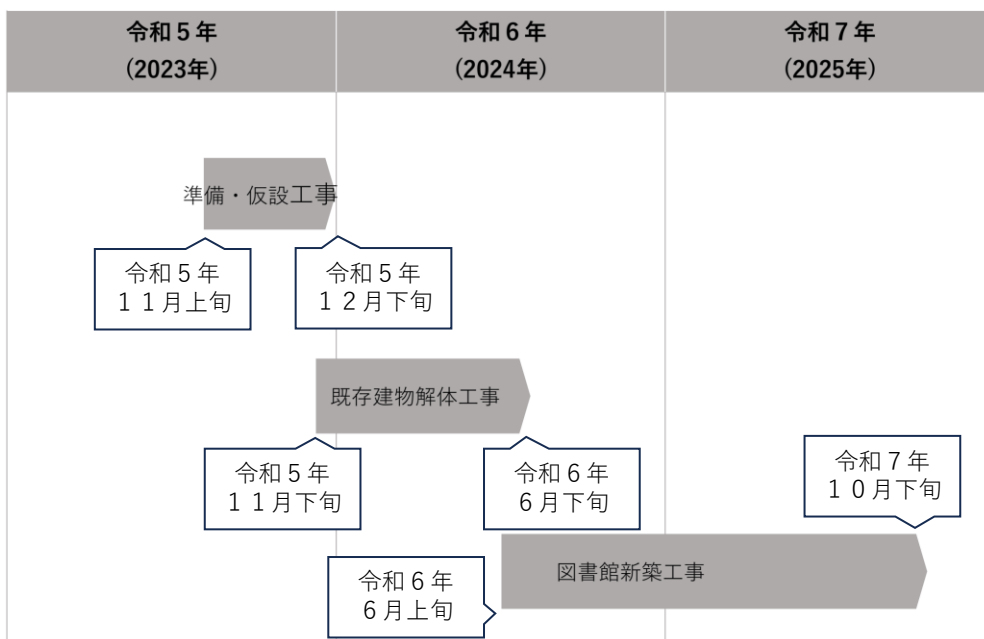 令和５年
(2023年)
令和６年
(2024年)
令和７年
(2025年)
準備・仮設工事
令和５年
１１月上旬
令和５年
１２月下旬
既存建物解体工事
令和５年
１１月下旬
令和６年
６月下旬
令和７年
１０月下旬
図書館新築工事
令和６年
６月上旬